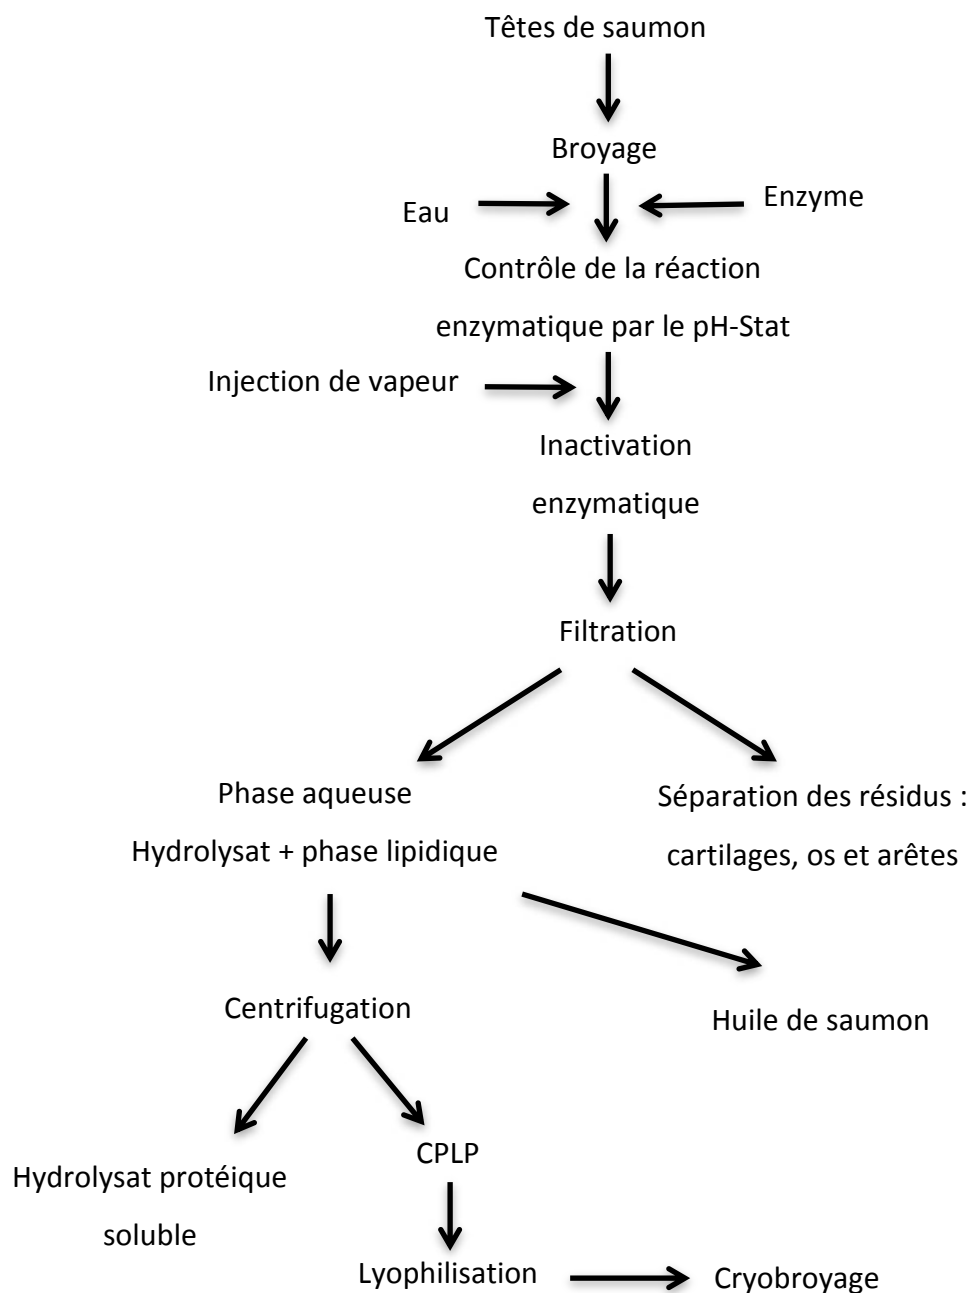 Têtes de saumon
Broyage
Eau
Enzyme
Contrôle de la réaction
enzymatique par le pH-Stat
Injection de vapeur
Inactivation
enzymatique
Filtration
Phase aqueuse
Hydrolysat + phase lipidique
Séparation des résidus :
cartilages, os et arêtes
Centrifugation
Huile de saumon
Hydrolysat protéique
soluble
CPLP
Lyophilisation
Cryobroyage